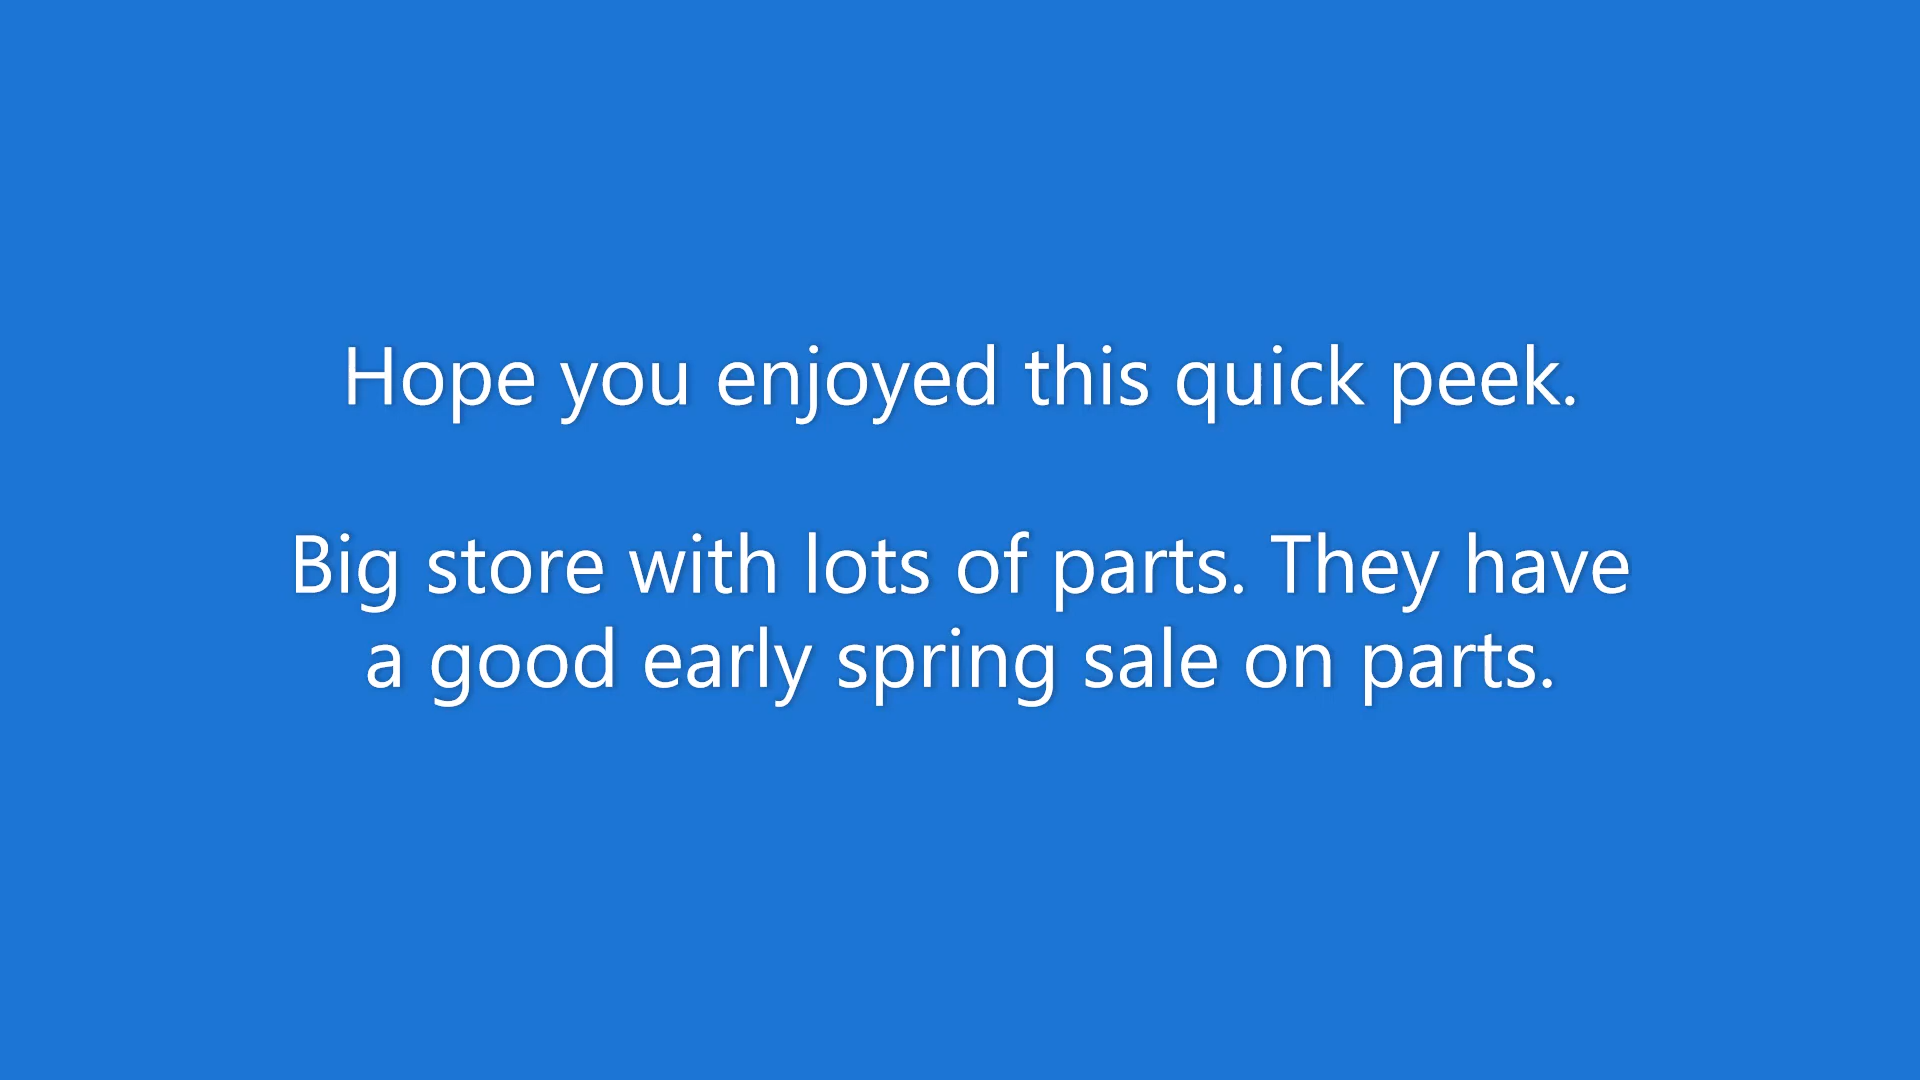 Hope you enjoyed this quick peek.
Big store with lots of parts. They have
a good early spring sale on parts.